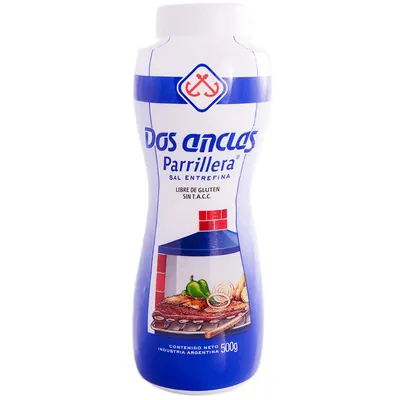 Dos anclas
Parrillera®
SAL ENTREFINA
LIBRE DE GLUTEN
SIN T.A.C.C.
CONTENIDO NETO
INDUSTRIA ARGENTINA 500g